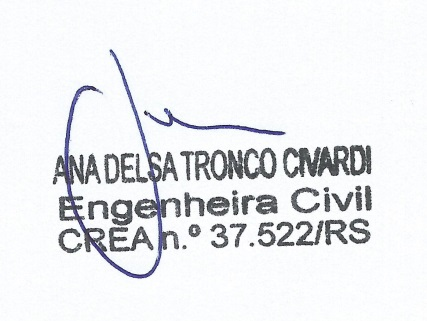 ANA DELSA TRONCO CIVARDI
Engenheira Civil
CREA n.º 37.522/RS